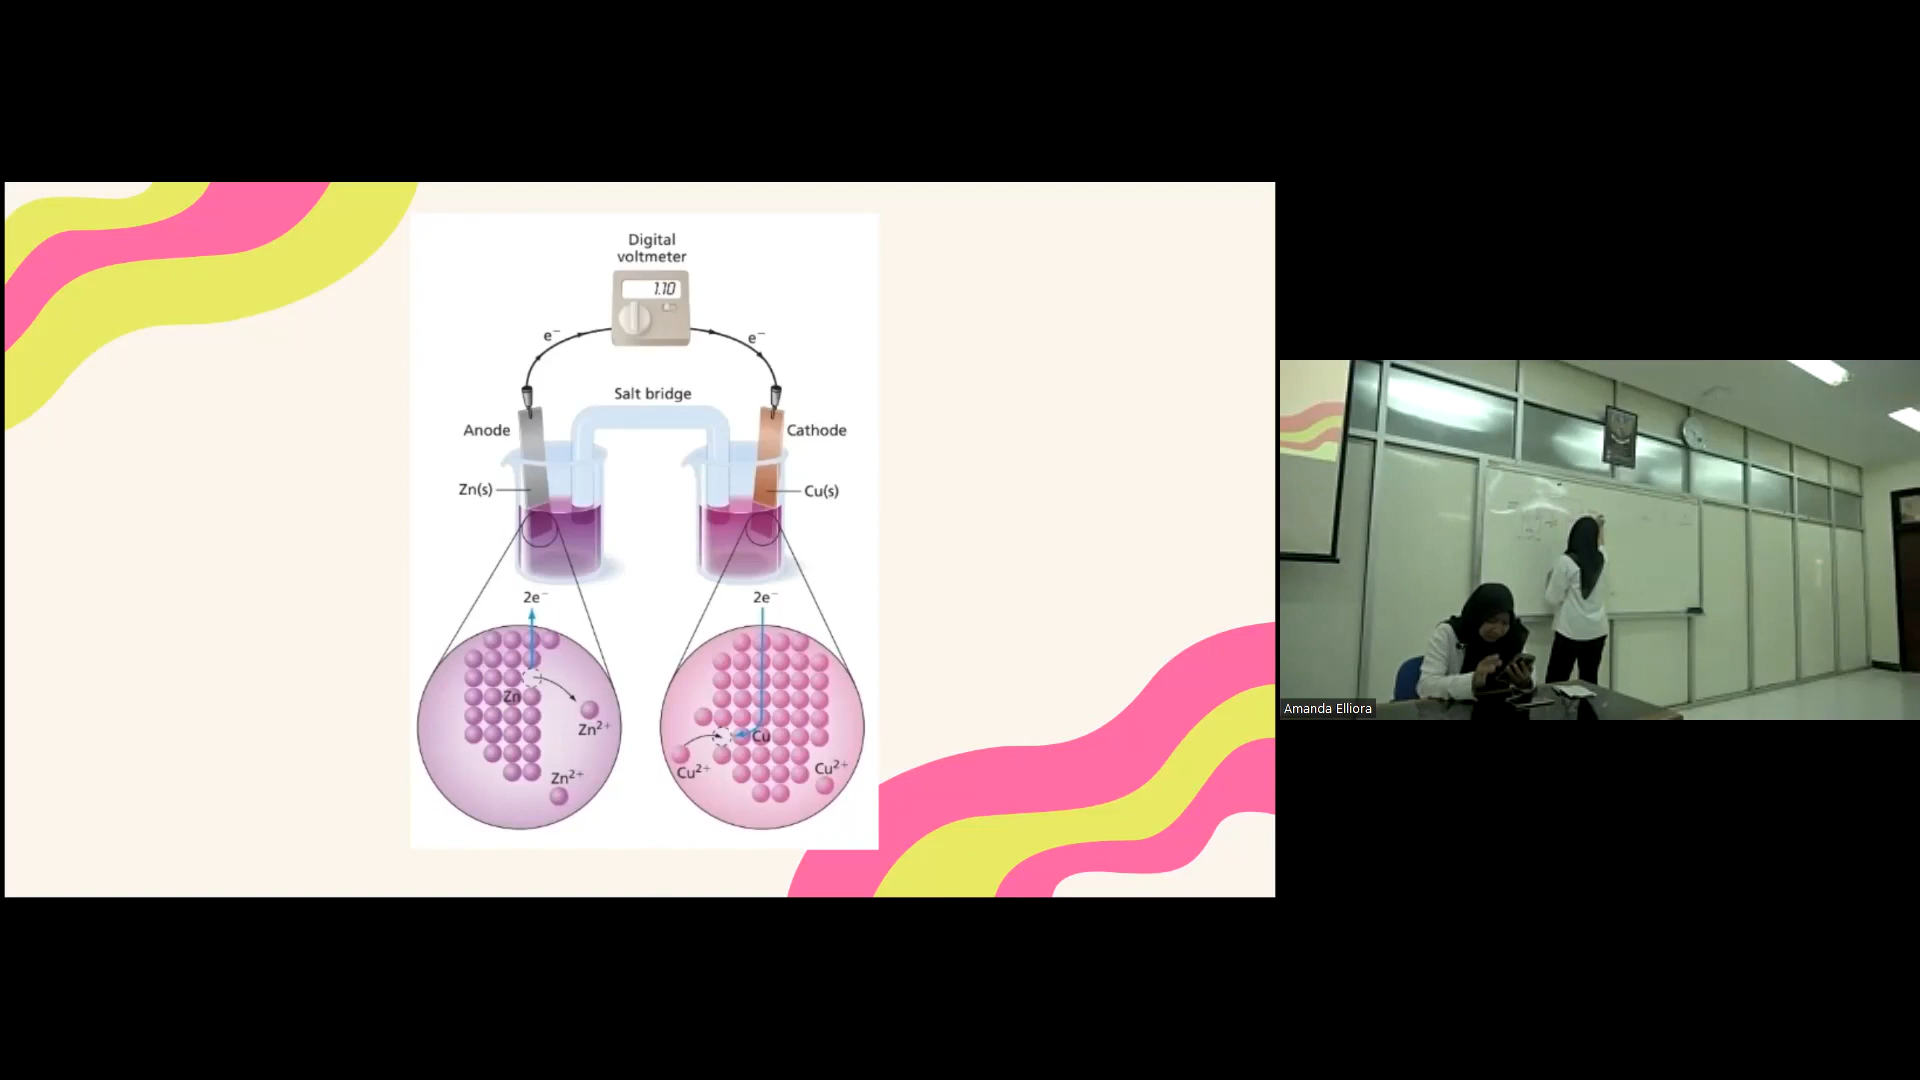 Digital
voltmeter
1.10
e⁻
e⁻
Salt bridge
Anode
Cathode
Zn(s)
Cu(s)
2e⁻
2e⁻
Zn
Zn²⁺
Zn²⁺
Cu
Cu²⁺
Cu²⁺
Amanda Elliora